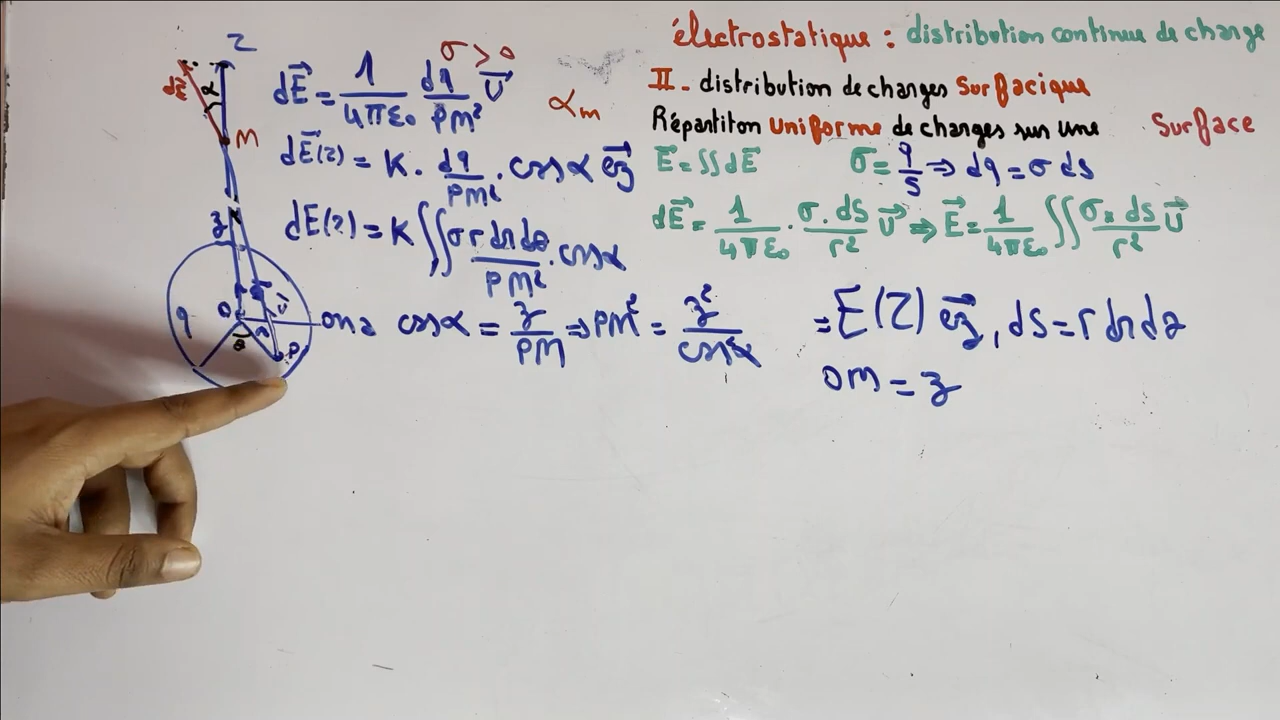 électrostatique : distribution continue de charge
II - distribution de charges surfacique
Répartiton uniforme de charges sur une Surface
E⃗ = ∬dE⃗ σ = q/S ⇒ dq = σ ds
dE⃗ = 1/4πε₀ · σ.dS/r² u⃗ ⇒ E⃗ = 1/4πε₀ ∬ σ × ds/r² u⃗
= E(Z) e⃗z, dS = r dr dθ
OM = z
σ > 0
dE⃗ = 1/4πε₀ dq/PM² U⃗
αm
dE⃗(z) = K . dq/PM² . cos α e⃗z
dE(z) = K ∬ σ r dr dθ/PM² . cos α
on a cos α = z/PM ⇒ PM² = z²/cos²α
Z
dE⃗
α
M
z
O
u⃗
q
θ
P